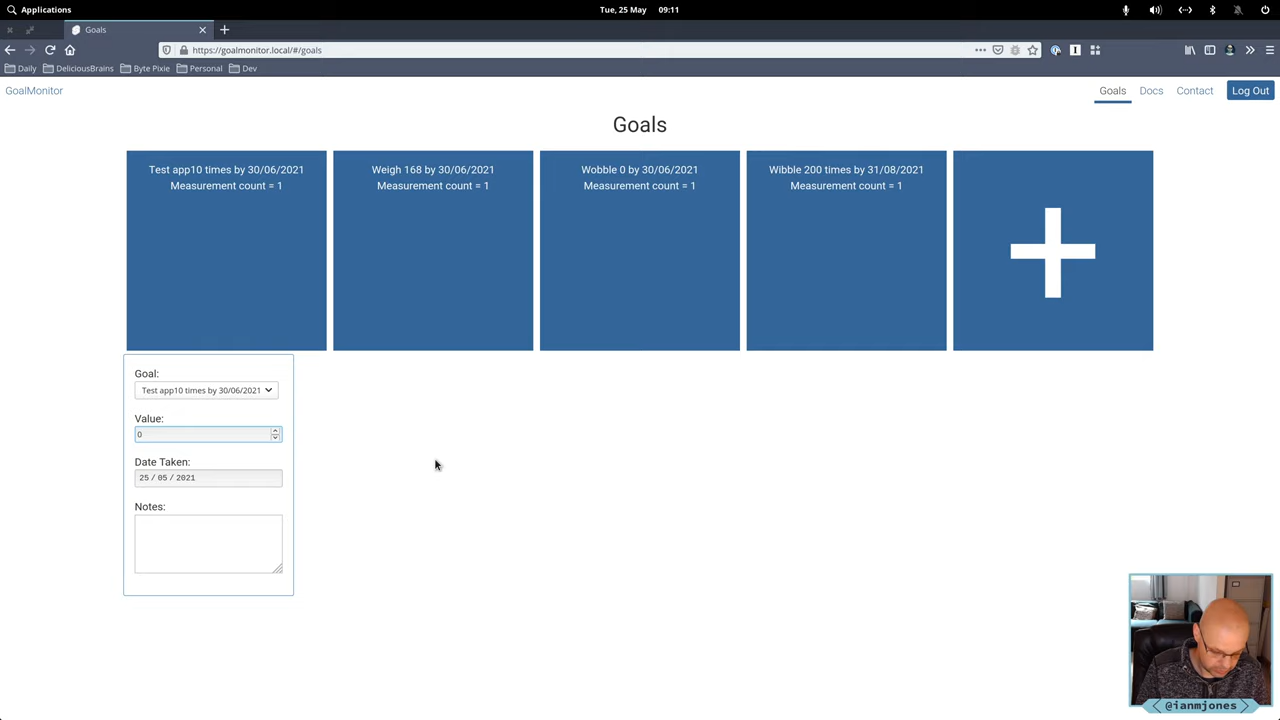 Applications
Tue, 25 May 09:11
Goals
https://goalmonitor.local/#/goals
Daily DeliciousBrains Byte Pixie Personal Dev
GoalMonitor
Goals Docs Contact Log Out
Goals
Test app10 times by 30/06/2021
Measurement count = 1
Weigh 168 by 30/06/2021
Measurement count = 1
Wobble 0 by 30/06/2021
Measurement count = 1
Wibble 200 times by 31/08/2021
Measurement count = 1
Goal:
Test app10 times by 30/06/2021
Value:
0
Date Taken:
25 / 05 / 2021
Notes:
<@ianmjones>